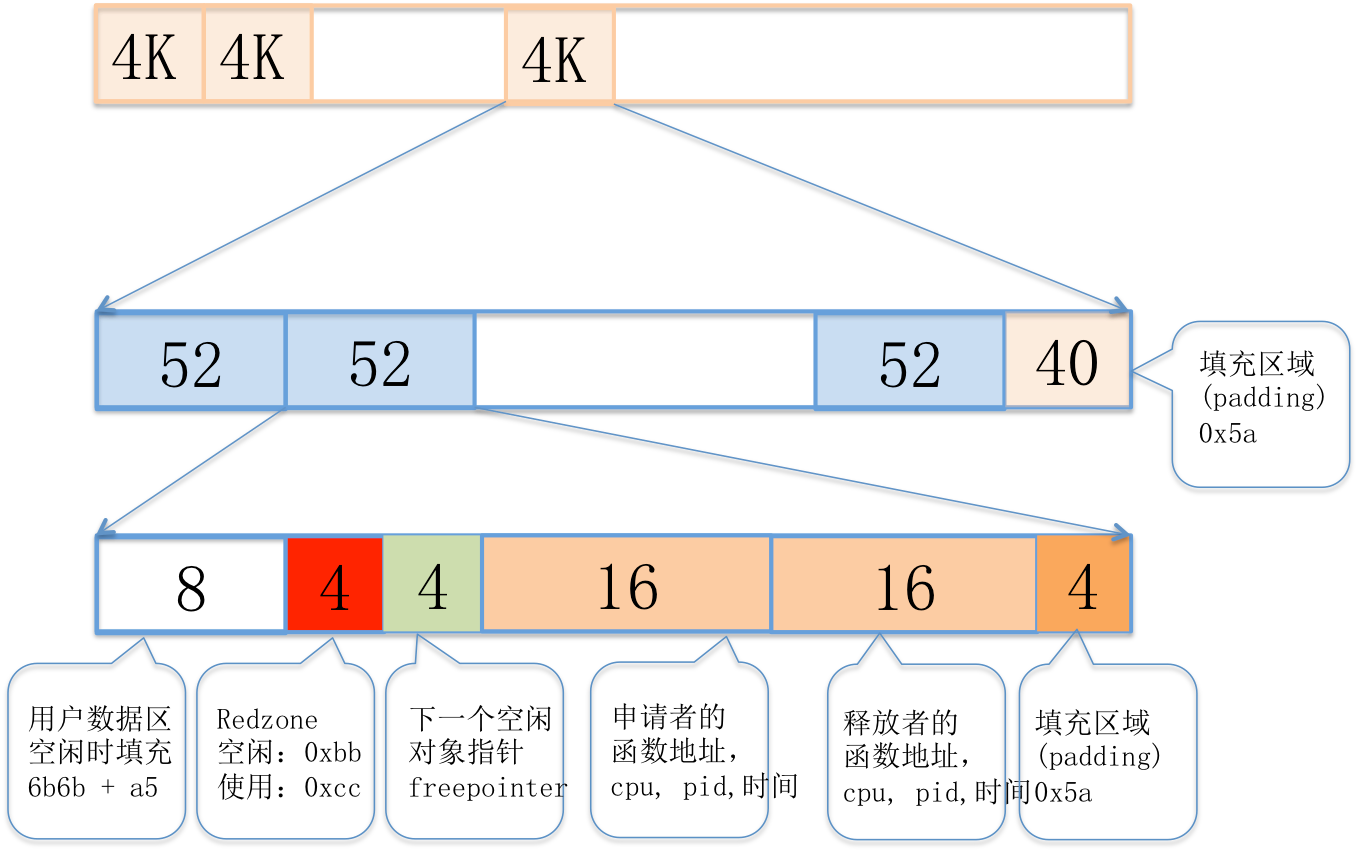 4K
4K
4K
52
52
52
40
填充区域
(padding)
0x5a
8
4
4
16
16
4
用户数据区
空闲时填充
6b6b + a5
Redzone
空闲：0xbb
使用：0xcc
下一个空闲
对象指针
freepointer
申请者的
函数地址，
cpu, pid,时间
释放者的
函数地址，
cpu, pid,时间
填充区域
(padding)
0x5a